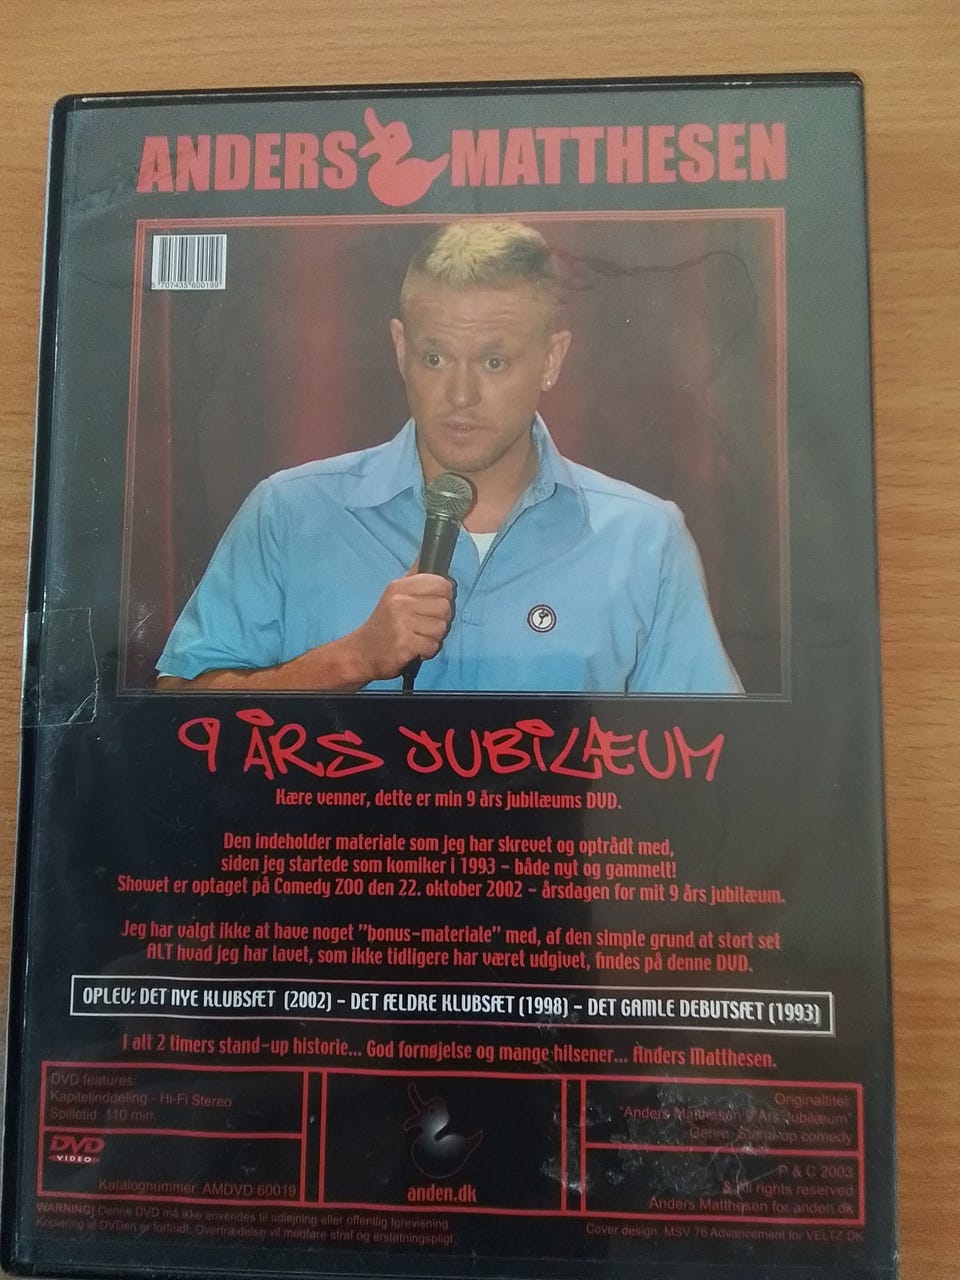 ANDERS MATTHESEN
5 707435 600199
9 ÅRS JUBILÆUM
Kære venner, dette er min 9 års jubilæums DVD.
Den indeholder materiale som jeg har skrevet og optrådt med,
siden jeg startede som komiker i 1993 - både nyt og gammelt!
Showet er optaget på Comedy ZOO den 22. oktober 2002 - årsdagen for mit 9 års jubilæum.
Jeg har valgt ikke at have noget "bonus-materiale" med, af den simple grund at stort set
ALT hvad jeg har lavet, som ikke tidligere har været udgivet, findes på denne DVD.
OPLEV: DET NYE KLUBSÆT (2002) - DET ÆLDRE KLUBSÆT (1998) - DET GAMLE DEBUTSÆT (1993)
I alt 2 timers stand-up historie... God fornøjelse og mange hilsener... Anders Matthesen.
DVD features:
Kapitelinddeling - Hi-Fi Stereo
Spilletid: 110 min.
DVD
VIDEO
Katalognummer: AMDVD 60019
anden.dk
Originaltitel:
"Anders Matthesen 9 Års Jubilæum"
Genre: Stand-up comedy
P & C 2003
& All rights reserved
Anders Matthesen for anden.dk
WARNING! Denne DVD må ikke anvendes til udlejning eller offentlig forevisning.
Kopiering af DVDen er forbudt. Overtrædelse vil medføre straf og erstatningspligt.
Cover design: MSV 76 Advancement for VELTZ.DK